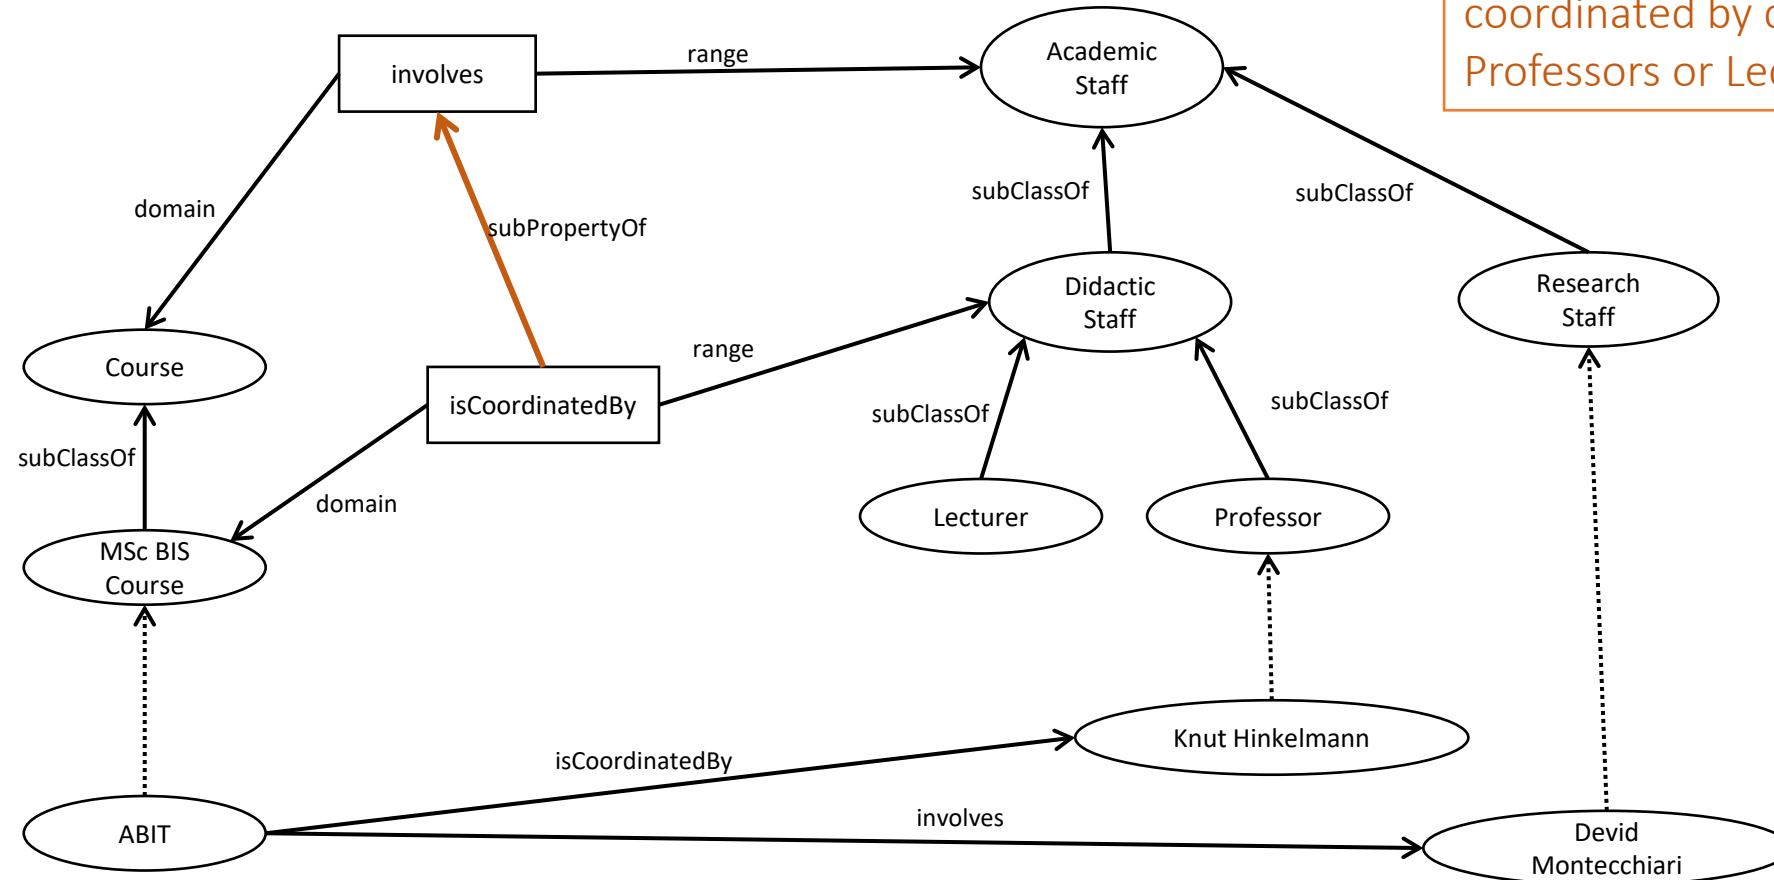 coordinated by
Professors or
involves
range
Academic
Staff
domain
subPropertyOf
subClassOf
subClassOf
Didactic
Staff
Research
Staff
Course
range
isCoordinatedBy
subClassOf
subClassOf
subClassOf
domain
Lecturer
Professor
MSc BIS
Course
Knut Hinkelmann
isCoordinatedBy
involves
ABIT
Devid
Montecchiari